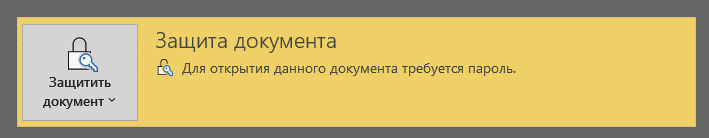 Защита документа
Для открытия данного документа требуется пароль.
Защитить
документ